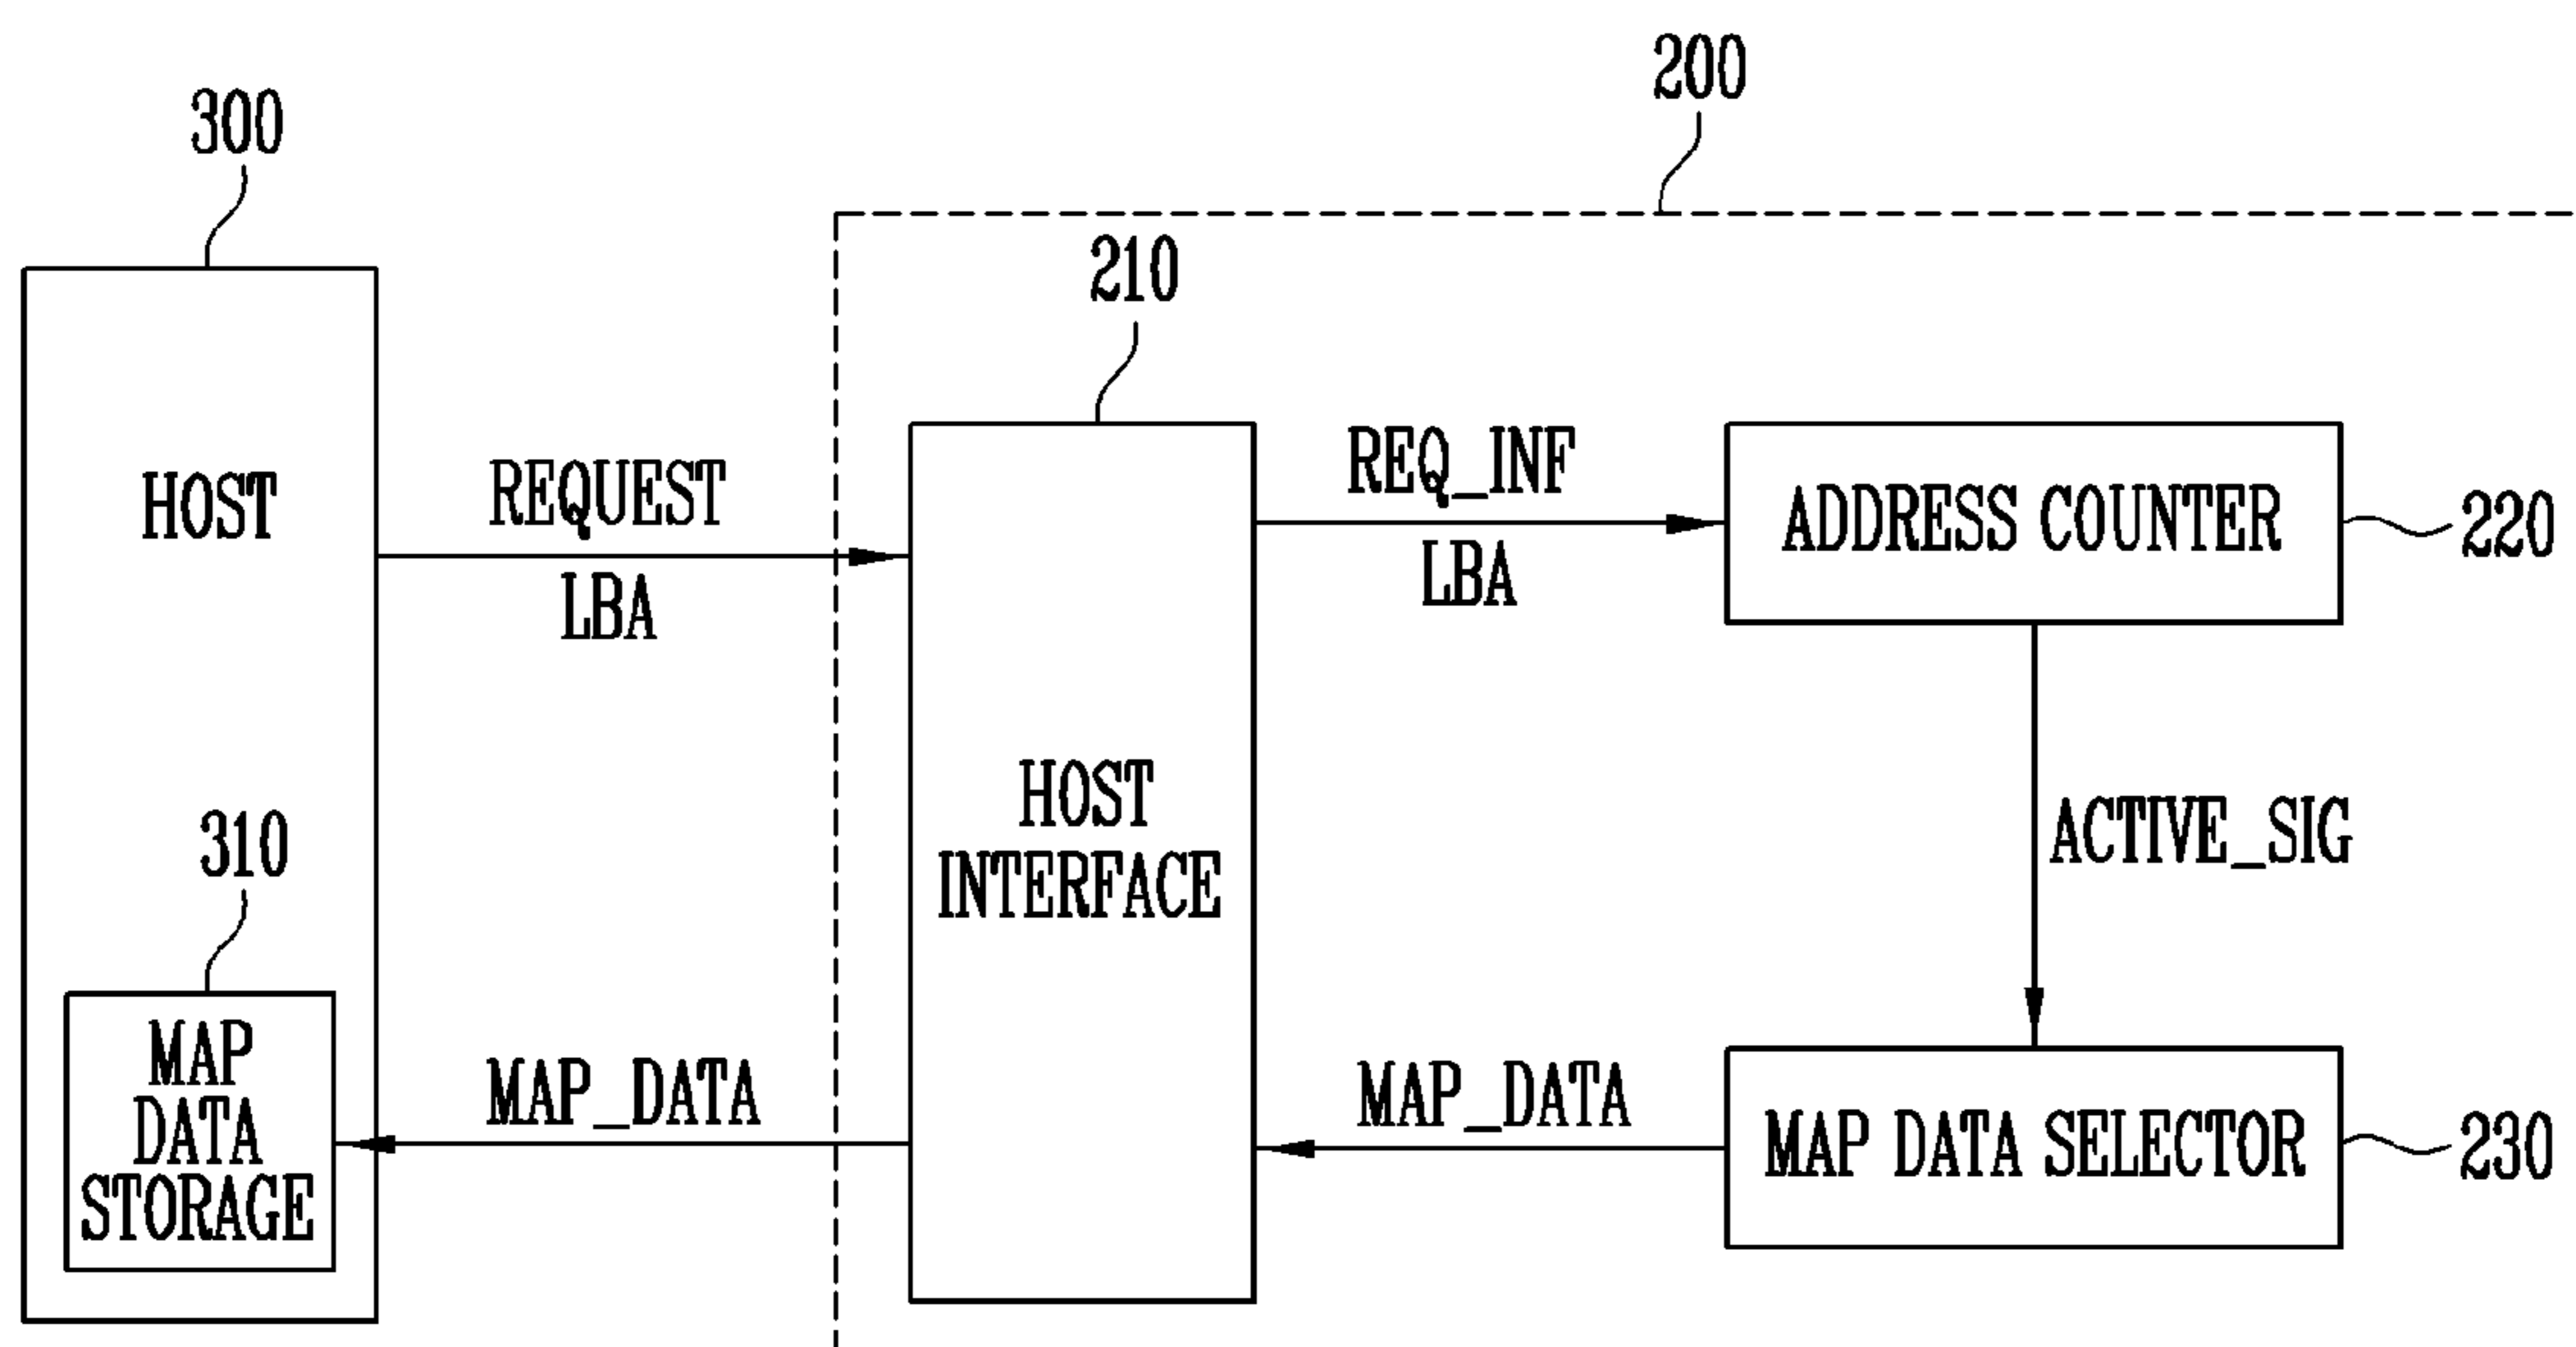 200
300
210
REQ_INF
REQUEST
HOST
ADDRESS COUNTER
220
LBA
LBA
HOST
INTERFACE
ACTIVE_SIG
310
MAP
DATA
STORAGE
MAP_DATA
MAP_DATA
MAP DATA SELECTOR
230